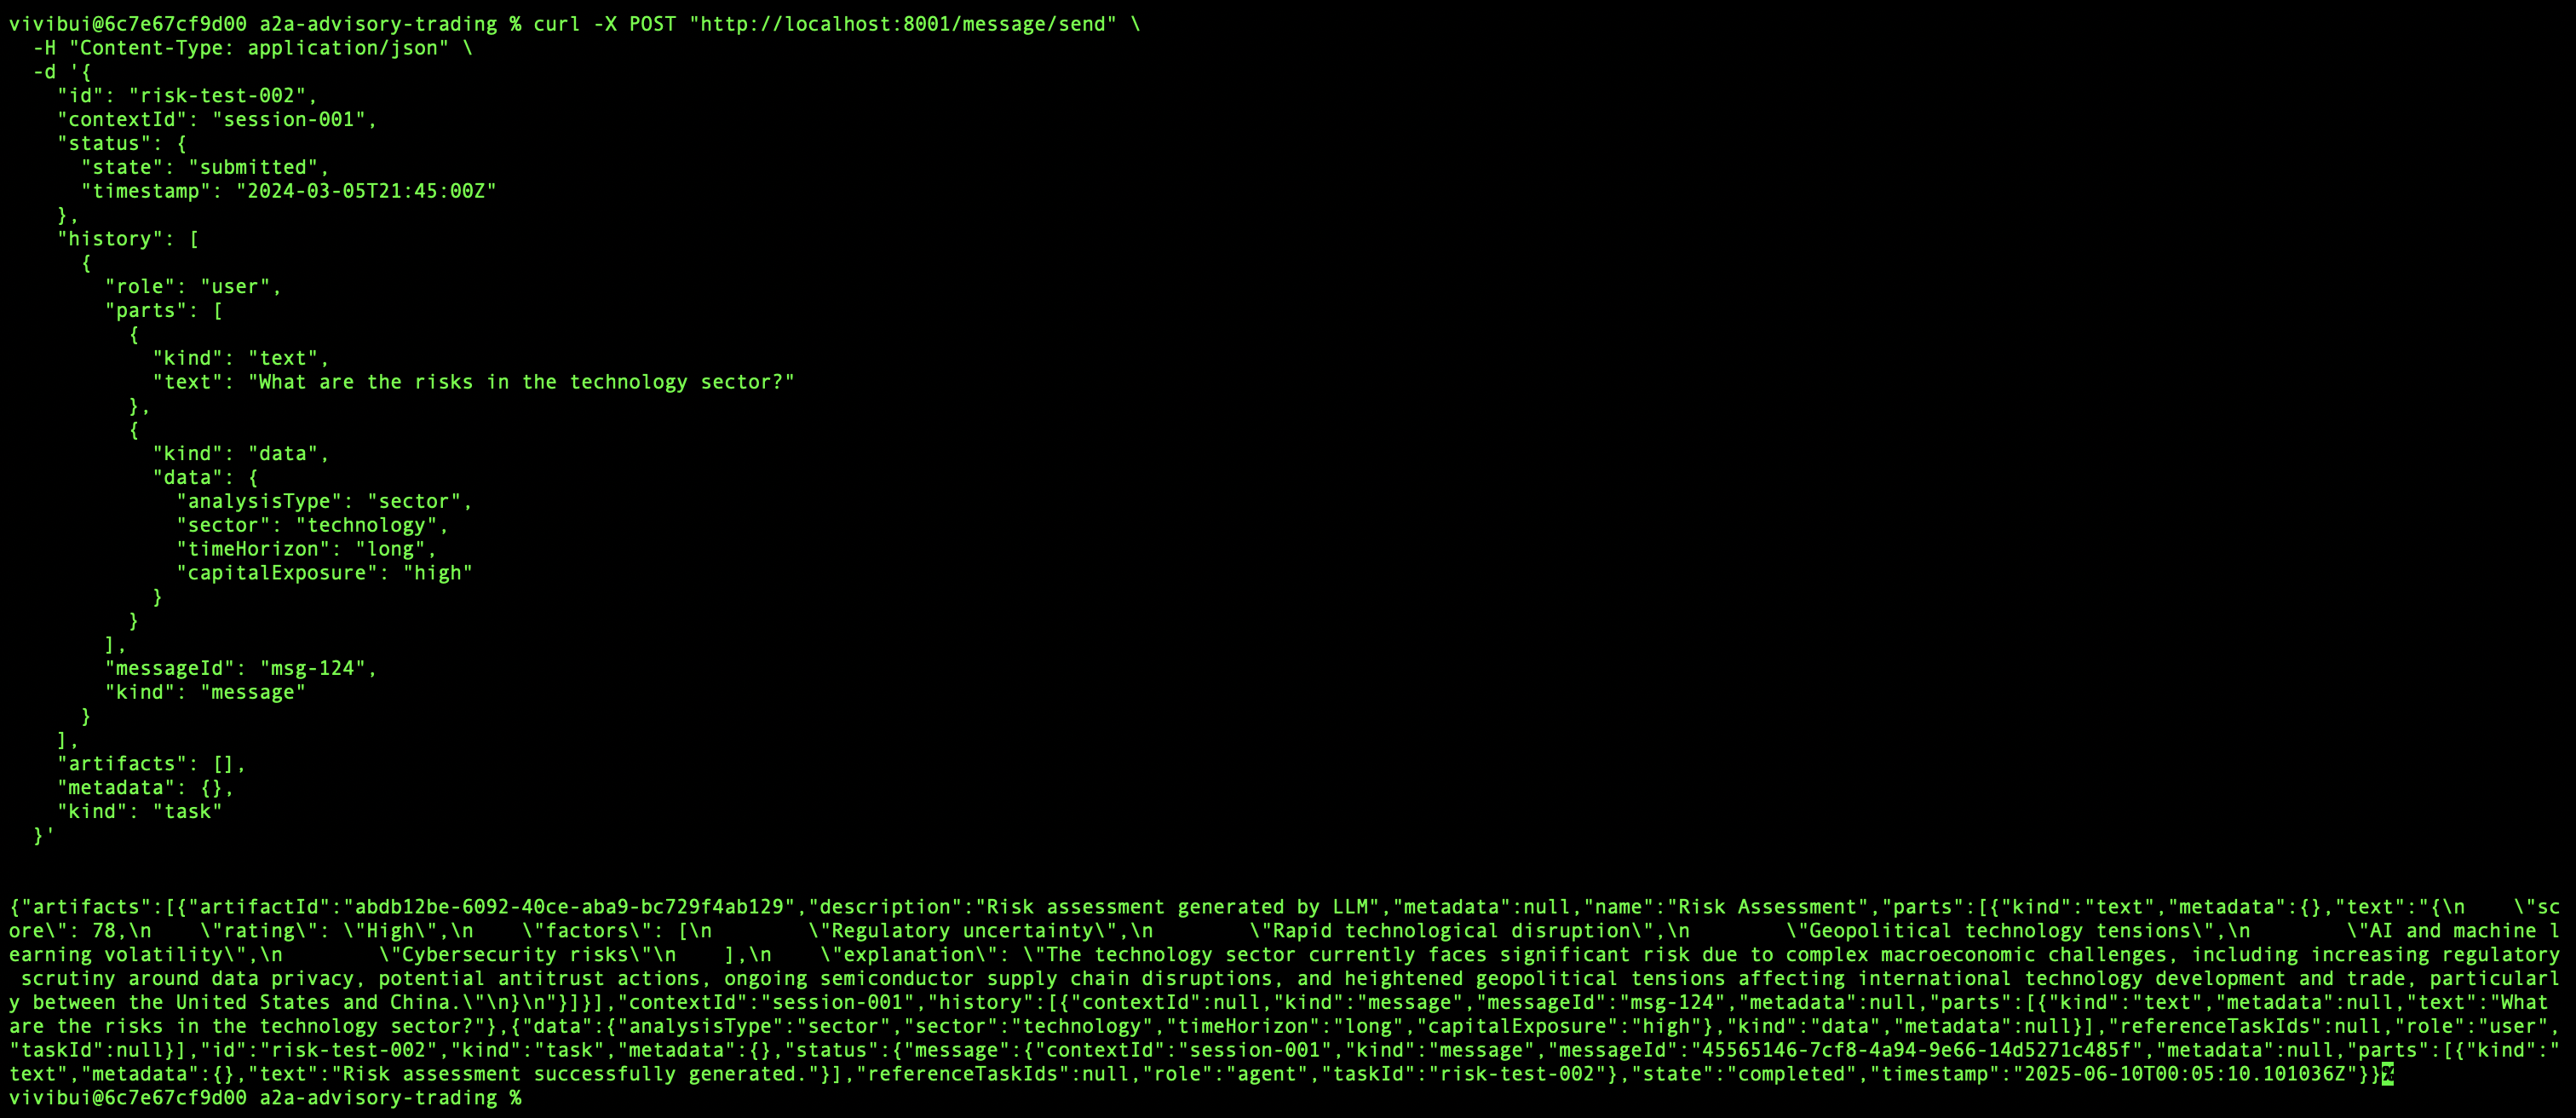 vivibui@6c7e67cf9d00 a2a-advisory-trading % curl -X POST "http://localhost:8001/message/send" \
  -H "Content-Type: application/json" \
  -d '{
    "id": "risk-test-002",
    "contextId": "session-001",
    "status": {
      "state": "submitted",
      "timestamp": "2024-03-05T21:45:00Z"
    },
    "history": [
      {
        "role": "user",
        "parts": [
          {
            "kind": "text",
            "text": "What are the risks in the technology sector?"
          },
          {
            "kind": "data",
            "data": {
              "analysisType": "sector",
              "sector": "technology",
              "timeHorizon": "long",
              "capitalExposure": "high"
            }
          }
        ],
        "messageId": "msg-124",
        "kind": "message"
      }
    ],
    "artifacts": [],
    "metadata": {},
    "kind": "task"
  }'
{"artifacts":[{"artifactId":"abdb12be-6092-40ce-aba9-bc729f4ab129","description":"Risk assessment generated by LLM","metadata":null,"name":"Risk Assessment","parts":[{"kind":"text","metadata":{},"text":"{\n    \"sc
ore\": 78,\n    \"rating\": \"High\",\n    \"factors\": [\n        \"Regulatory uncertainty\",\n        \"Rapid technological disruption\",\n        \"Geopolitical technology tensions\",\n        \"AI and machine l
earning volatility\",\n        \"Cybersecurity risks\"\n    ],\n    \"explanation\": \"The technology sector currently faces significant risk due to complex macroeconomic challenges, including increasing regulatory
 scrutiny around data privacy, potential antitrust actions, ongoing semiconductor supply chain disruptions, and heightened geopolitical tensions affecting international technology development and trade, particularl
y between the United States and China.\"\n}\n"}]}],"contextId":"session-001","history":[{"contextId":null,"kind":"message","messageId":"msg-124","metadata":null,"parts":[{"kind":"text","metadata":null,"text":"What 
are the risks in the technology sector?"},{"data":{"analysisType":"sector","sector":"technology","timeHorizon":"long","capitalExposure":"high"},"kind":"data","metadata":null}],"referenceTaskIds":null,"role":"user",
"taskId":null}],"id":"risk-test-002","kind":"task","metadata":{},"status":{"message":{"contextId":"session-001","kind":"message","messageId":"45565146-7cf8-4a94-9e66-14d5271c485f","metadata":null,"parts":[{"kind":"
text","metadata":{},"text":"Risk assessment successfully generated."}],"referenceTaskIds":null,"role":"agent","taskId":"risk-test-002"},"state":"completed","timestamp":"2025-06-10T00:05:10.101036Z"}}%
vivibui@6c7e67cf9d00 a2a-advisory-trading %